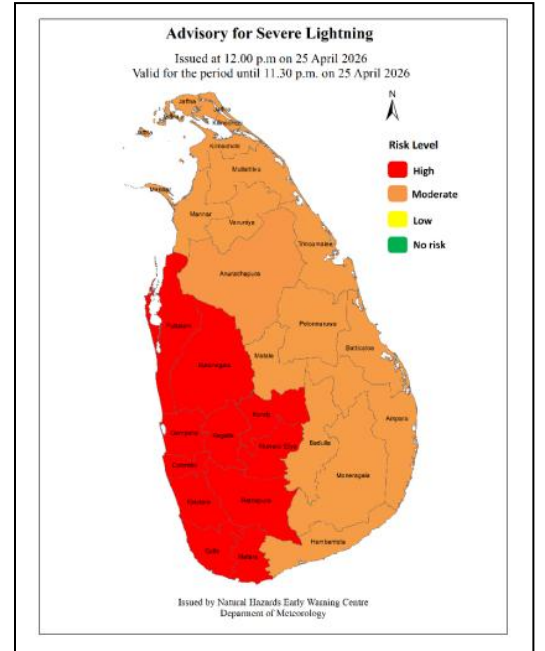 Advisory for Severe Lightning
Issued at 12.00 p.m on 25 April 2026
Valid for the period until 11.30 p.m. on 25 April 2026
N
Risk Level
High
Moderate
Low
No risk
Jaffna
Kilinochchi
Mullaitivu
Mannar
Mannar
Vavuniya
Trincomalee
Anuradhapura
Puttalam
Polonnaruwa
Kurunegala
Matale
Batticaloa
Kandy
Ampara
Gampaha
Kegalle
Nuwara Eliya
Badulla
Colombo
Moneragala
Kalutara
Ratnapura
Hambantota
Galle
Matara
Issued by Natural Hazards Early Warning Centre
Department of Meteorology